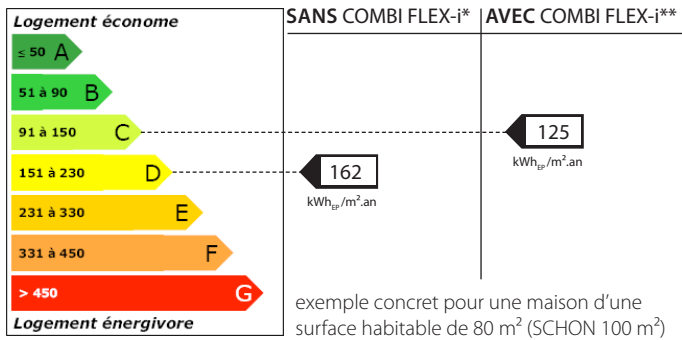 Logement économe
SANS COMBI FLEX-i*
AVEC COMBI FLEX-i**
≤ 50 A
51 à 90 B
91 à 150 C
125
kWhEP/m².an
151 à 230 D
162
kWhEP/m².an
231 à 330 E
331 à 450 F
> 450 G
Logement énergivore
exemple concret pour une maison d’une
surface habitable de 80 m² (SCHON 100 m²)